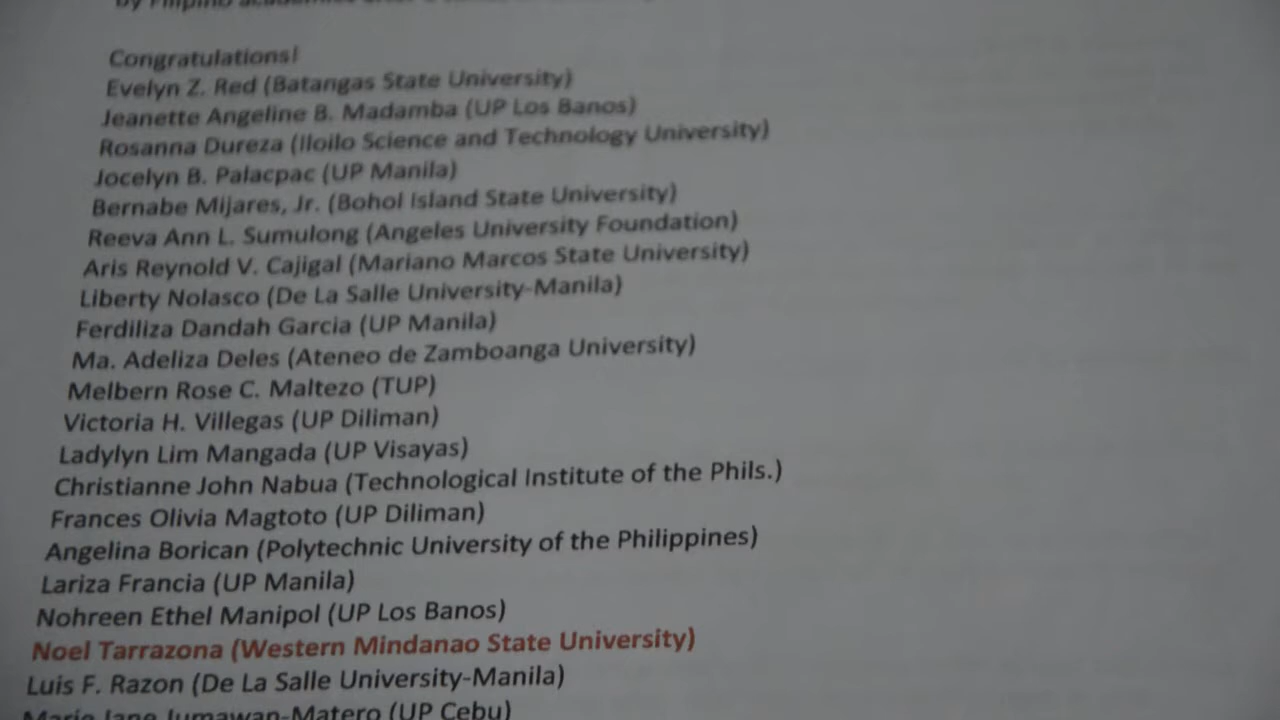 by Filipino
Congratulations!
Evelyn Z. Red (Batangas State University)
Jeanette Angeline B. Madamba (UP Los Banos)
Rosanna Dureza (Iloilo Science and Technology University)
Jocelyn B. Palacpac (UP Manila)
Bernabe Mijares, Jr. (Bohol Island State University)
Reeva Ann L. Sumulong (Angeles University Foundation)
Aris Reynold V. Cajigal (Mariano Marcos State University)
Liberty Nolasco (De La Salle University-Manila)
Ferdiliza Dandah Garcia (UP Manila)
Ma. Adeliza Deles (Ateneo de Zamboanga University)
Melbern Rose C. Maltezo (TUP)
Victoria H. Villegas (UP Diliman)
Ladylyn Lim Mangada (UP Visayas)
Christianne John Nabua (Technological Institute of the Phils.)
Frances Olivia Magtoto (UP Diliman)
Angelina Borican (Polytechnic University of the Philippines)
Lariza Francia (UP Manila)
Nohreen Ethel Manipol (UP Los Banos)
Noel Tarrazona (Western Mindanao State University)
Luis F. Razon (De La Salle University-Manila)
Marie Jane Jumawan-Matero (UP Cebu)